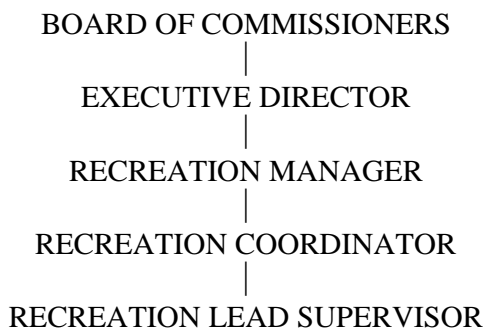 BOARD OF COMMISSIONERS
EXECUTIVE DIRECTOR
RECREATION MANAGER
RECREATION COORDINATOR
RECREATION LEAD SUPERVISOR